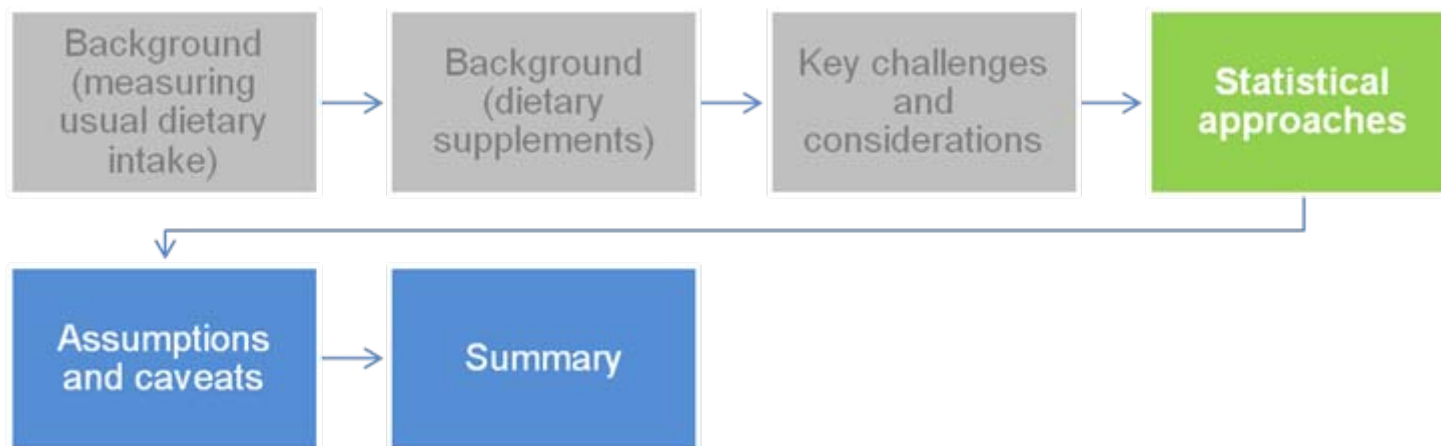 Background
(measuring
usual dietary
intake)
Background
(dietary
supplements)
Key challenges
and
considerations
Statistical
approaches
Assumptions
and caveats
Summary